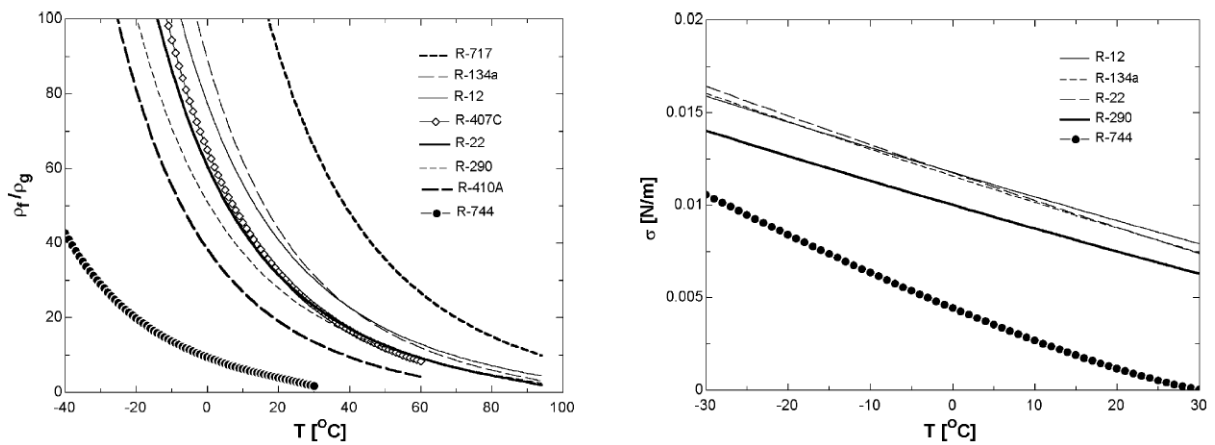 100
80
60
40
20
0
-40
-20
0
20
40
60
80
100
ρf/ρg
T [°C]
R-717
R-134a
R-12
R-407C
R-22
R-290
R-410A
R-744
0.02
0.015
0.01
0.005
0
-30
-20
-10
0
10
20
30
σ [N/m]
T [°C]
R-12
R-134a
R-22
R-290
R-744